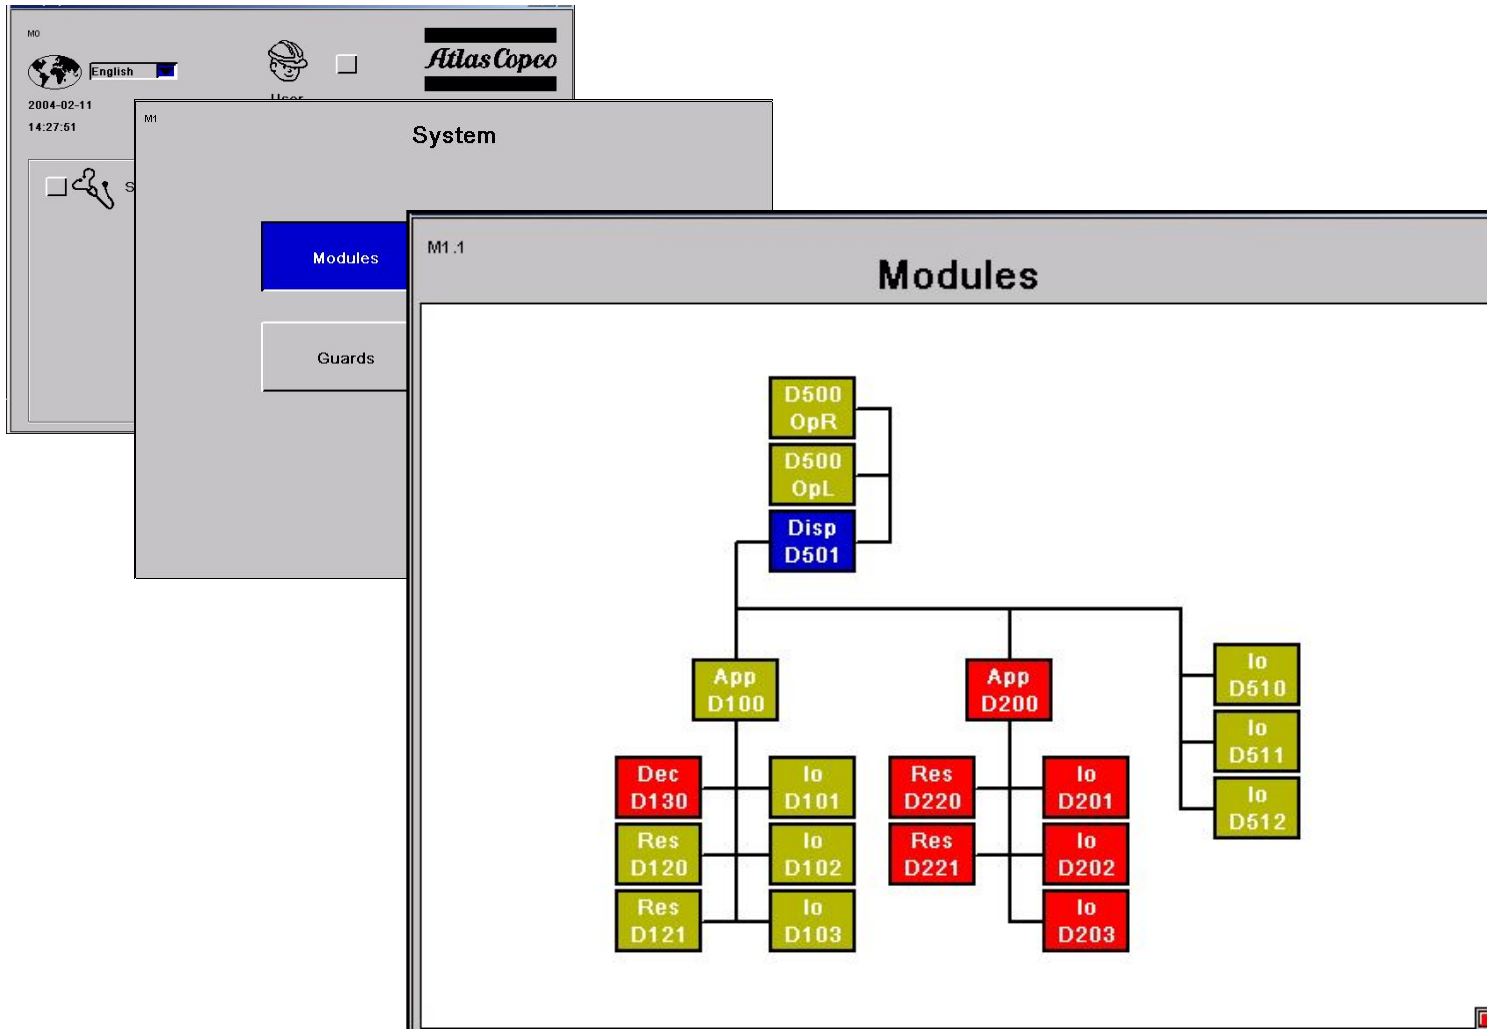 M0
English
Atlas Copco
2004-02-11
14:27:51
M1
System
Modules
Guards
M1.1
Modules
D500
OpR
D500
OpL
Disp
D501
App
D100
App
D200
Io
D510
Io
D511
Io
D512
Dec
D130
Io
D101
Res
D120
Io
D102
Res
D121
Io
D103
Res
D220
Io
D201
Res
D221
Io
D202
Io
D203